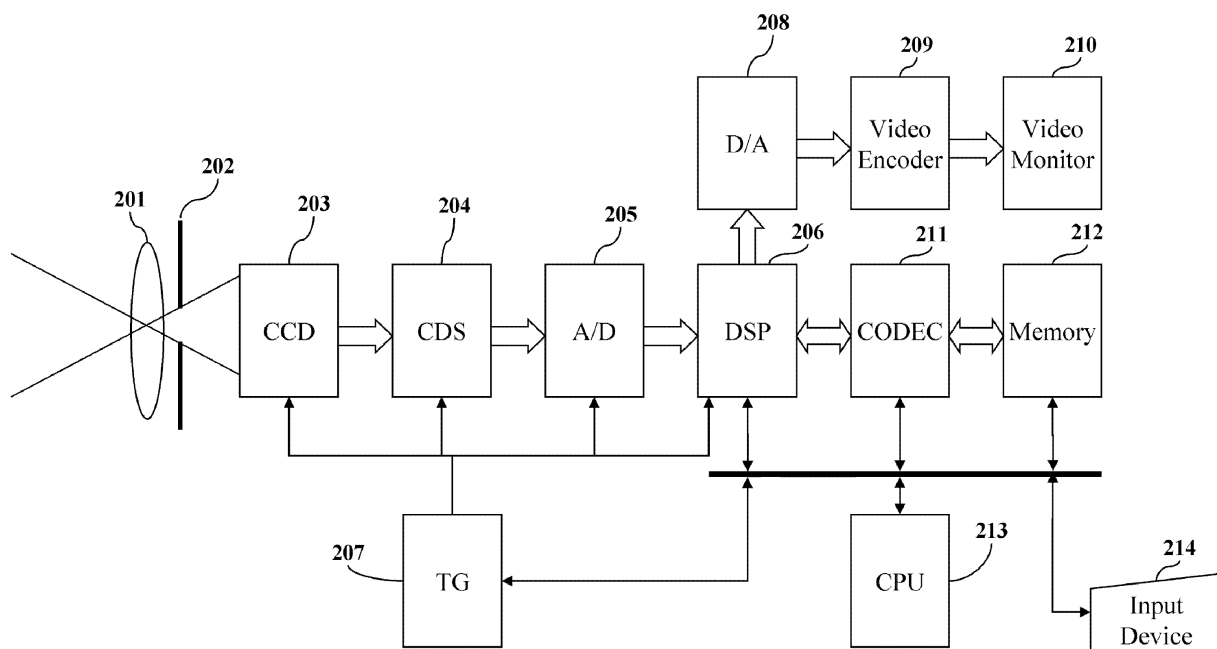 208
209
210
D/A
Video
Encoder
Video
Monitor
202
201
203
204
205
206
211
212
CCD
CDS
A/D
DSP
CODEC
Memory
207
TG
213
CPU
214
Input
Device